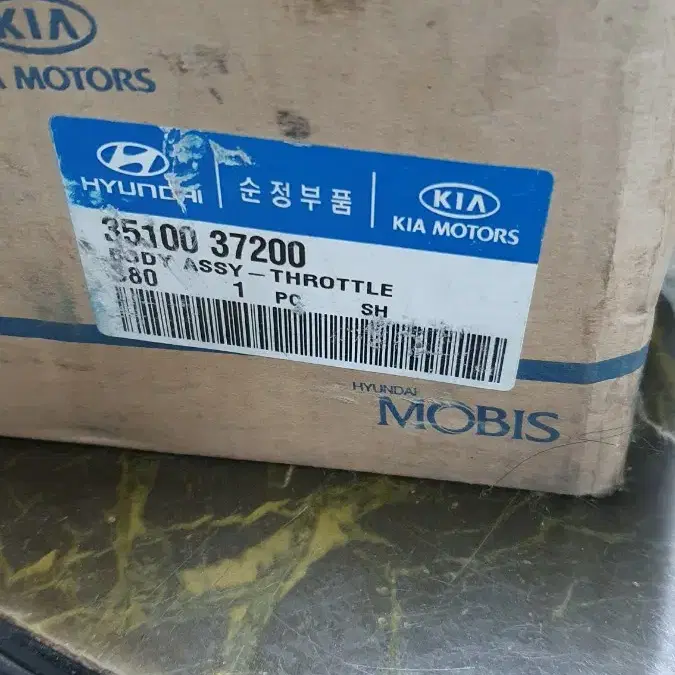 KIA
MOTORS
HYUNDAI
순정부품
KIA
KIA MOTORS
35100 37200
BODY ASSY-THROTTLE
1 PC SH
HYUNDAI
MOBIS